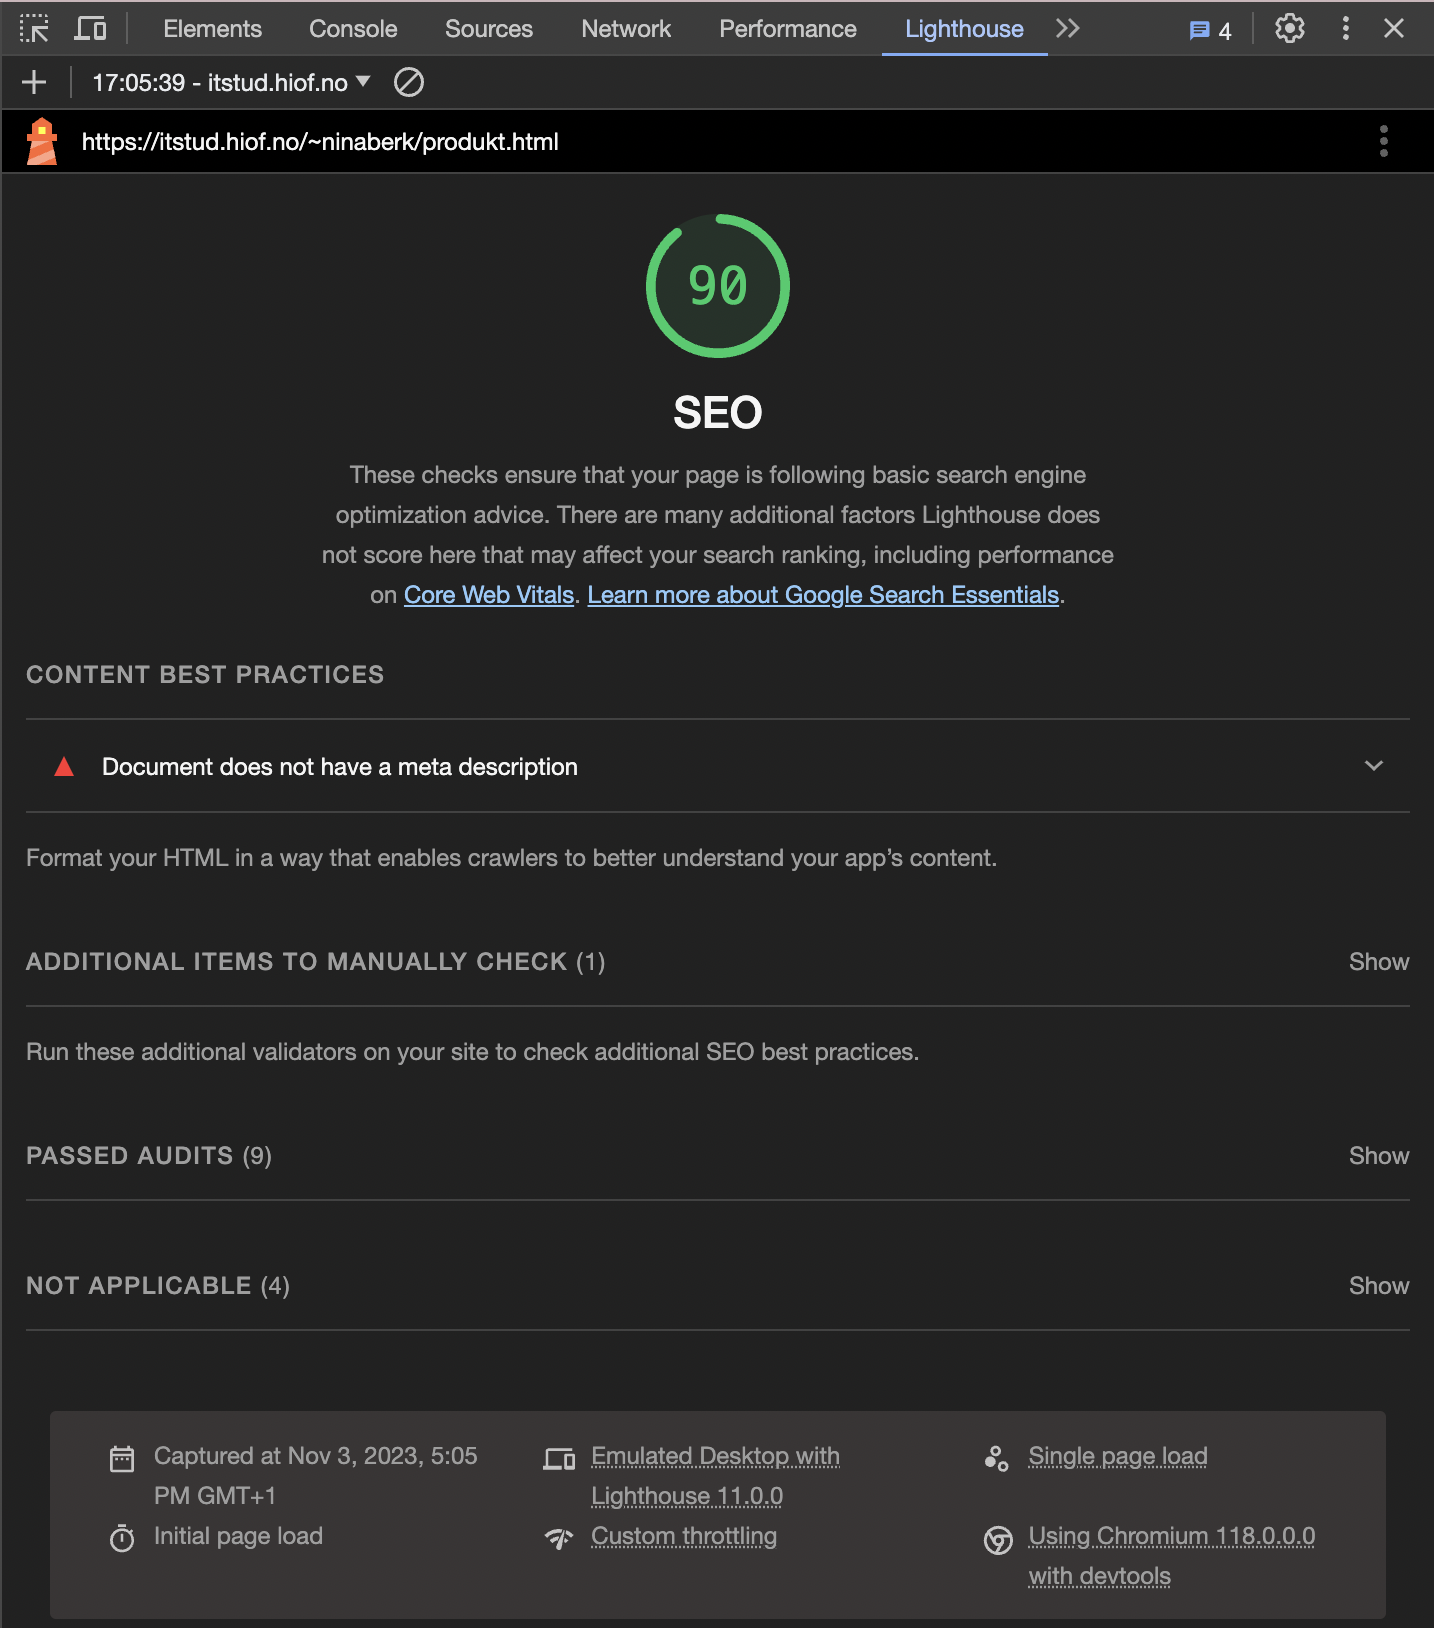 Elements Console Sources Network Performance Lighthouse 4
17:05:39 - itstud.hiof.no
https://itstud.hiof.no/~ninaberk/produkt.html
90
SEO
These checks ensure that your page is following basic search engine
optimization advice. There are many additional factors Lighthouse does
not score here that may affect your search ranking, including performance
on Core Web Vitals. Learn more about Google Search Essentials.
CONTENT BEST PRACTICES
Document does not have a meta description
Format your HTML in a way that enables crawlers to better understand your app’s content.
ADDITIONAL ITEMS TO MANUALLY CHECK (1) Show
Run these additional validators on your site to check additional SEO best practices.
PASSED AUDITS (9) Show
NOT APPLICABLE (4) Show
Captured at Nov 3, 2023, 5:05
PM GMT+1
Emulated Desktop with
Lighthouse 11.0.0
Single page load
Initial page load
Custom throttling
Using Chromium 118.0.0.0
with devtools